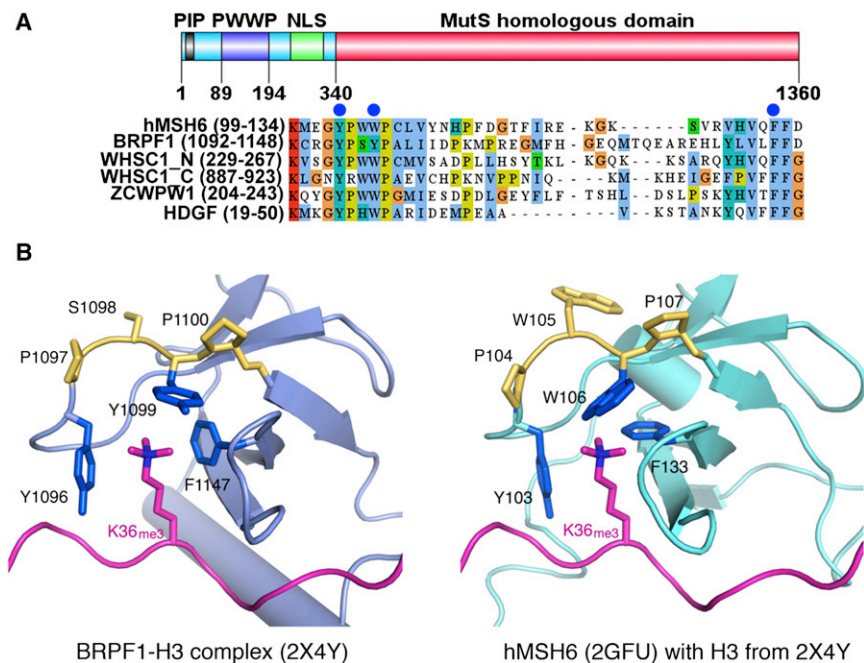 A
PIP PWWP NLS MutS homologous domain
1 89 194 340 1360
hMSH6 (99-134) KMEGYPWWPCLVYNHPFDGTFIRE-KGK------SVRVHVQFFD
BRPF1 (1092-1148) KCRGYPSYPALIIDPKMPREGMFH-GEQMTQEAREHLYLVLFFD
WHSC1_N (229-267) KVSGYPWWPCMVSADPLLHSYTKL-KGQK---KSARQYHVQFFG
WHSC1_C (887-923) KLGNYRWWPAEVCHPKNVPPNIQ----KM--KHEIGEFPVFFFG
ZCWPW1 (204-243) KQYGYPWWPGMIESDPDLGEYFLF-TSHL--DSLPSKYHVTFFG
HDGF (19-50) KMKGYPHWPARIDEMPEAA---------V--KSTANKYQVFFFG
B
S1098
P1100
P1097
Y1099
Y1096
F1147
K36me3
BRPF1-H3 complex (2X4Y)
W105
P107
P104
W106
F133
Y103
K36me3
hMSH6 (2GFU) with H3 from 2X4Y